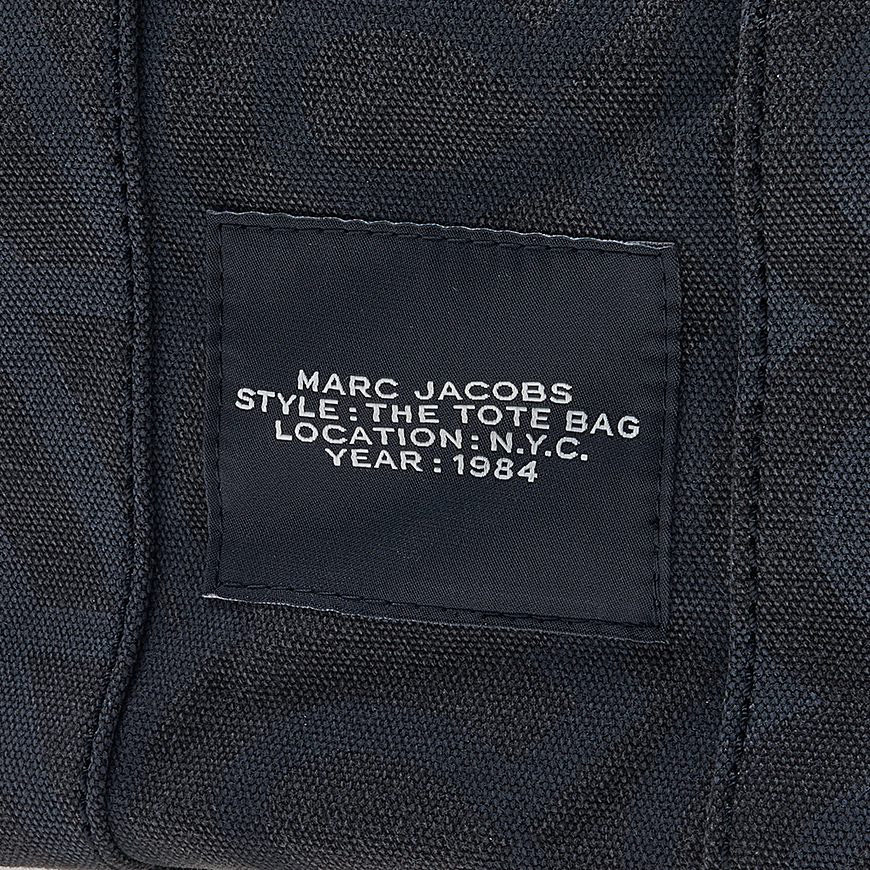 MARC JACOBS
STYLE : THE TOTE BAG
LOCATION : N.Y.C.
YEAR : 1984